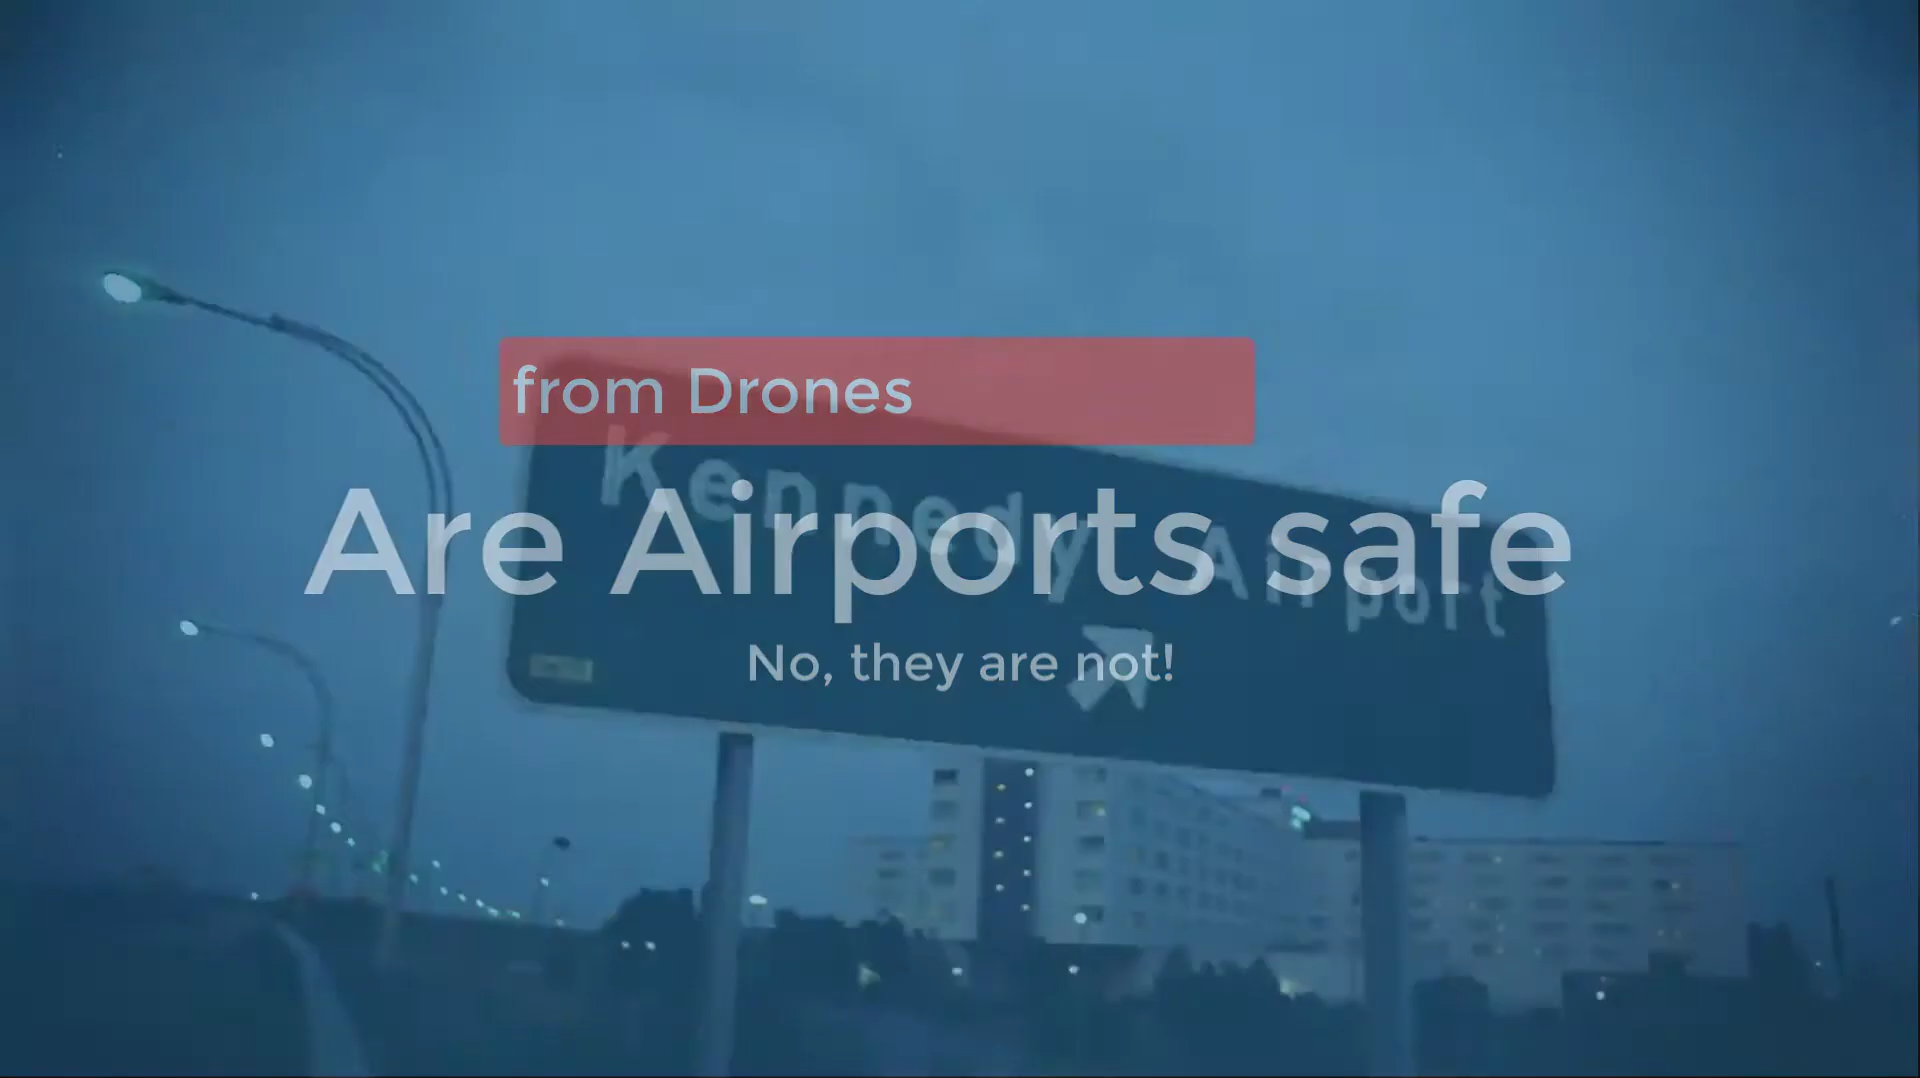 from Drones
Kennedy Airport
Are Airports safe
No, they are not!